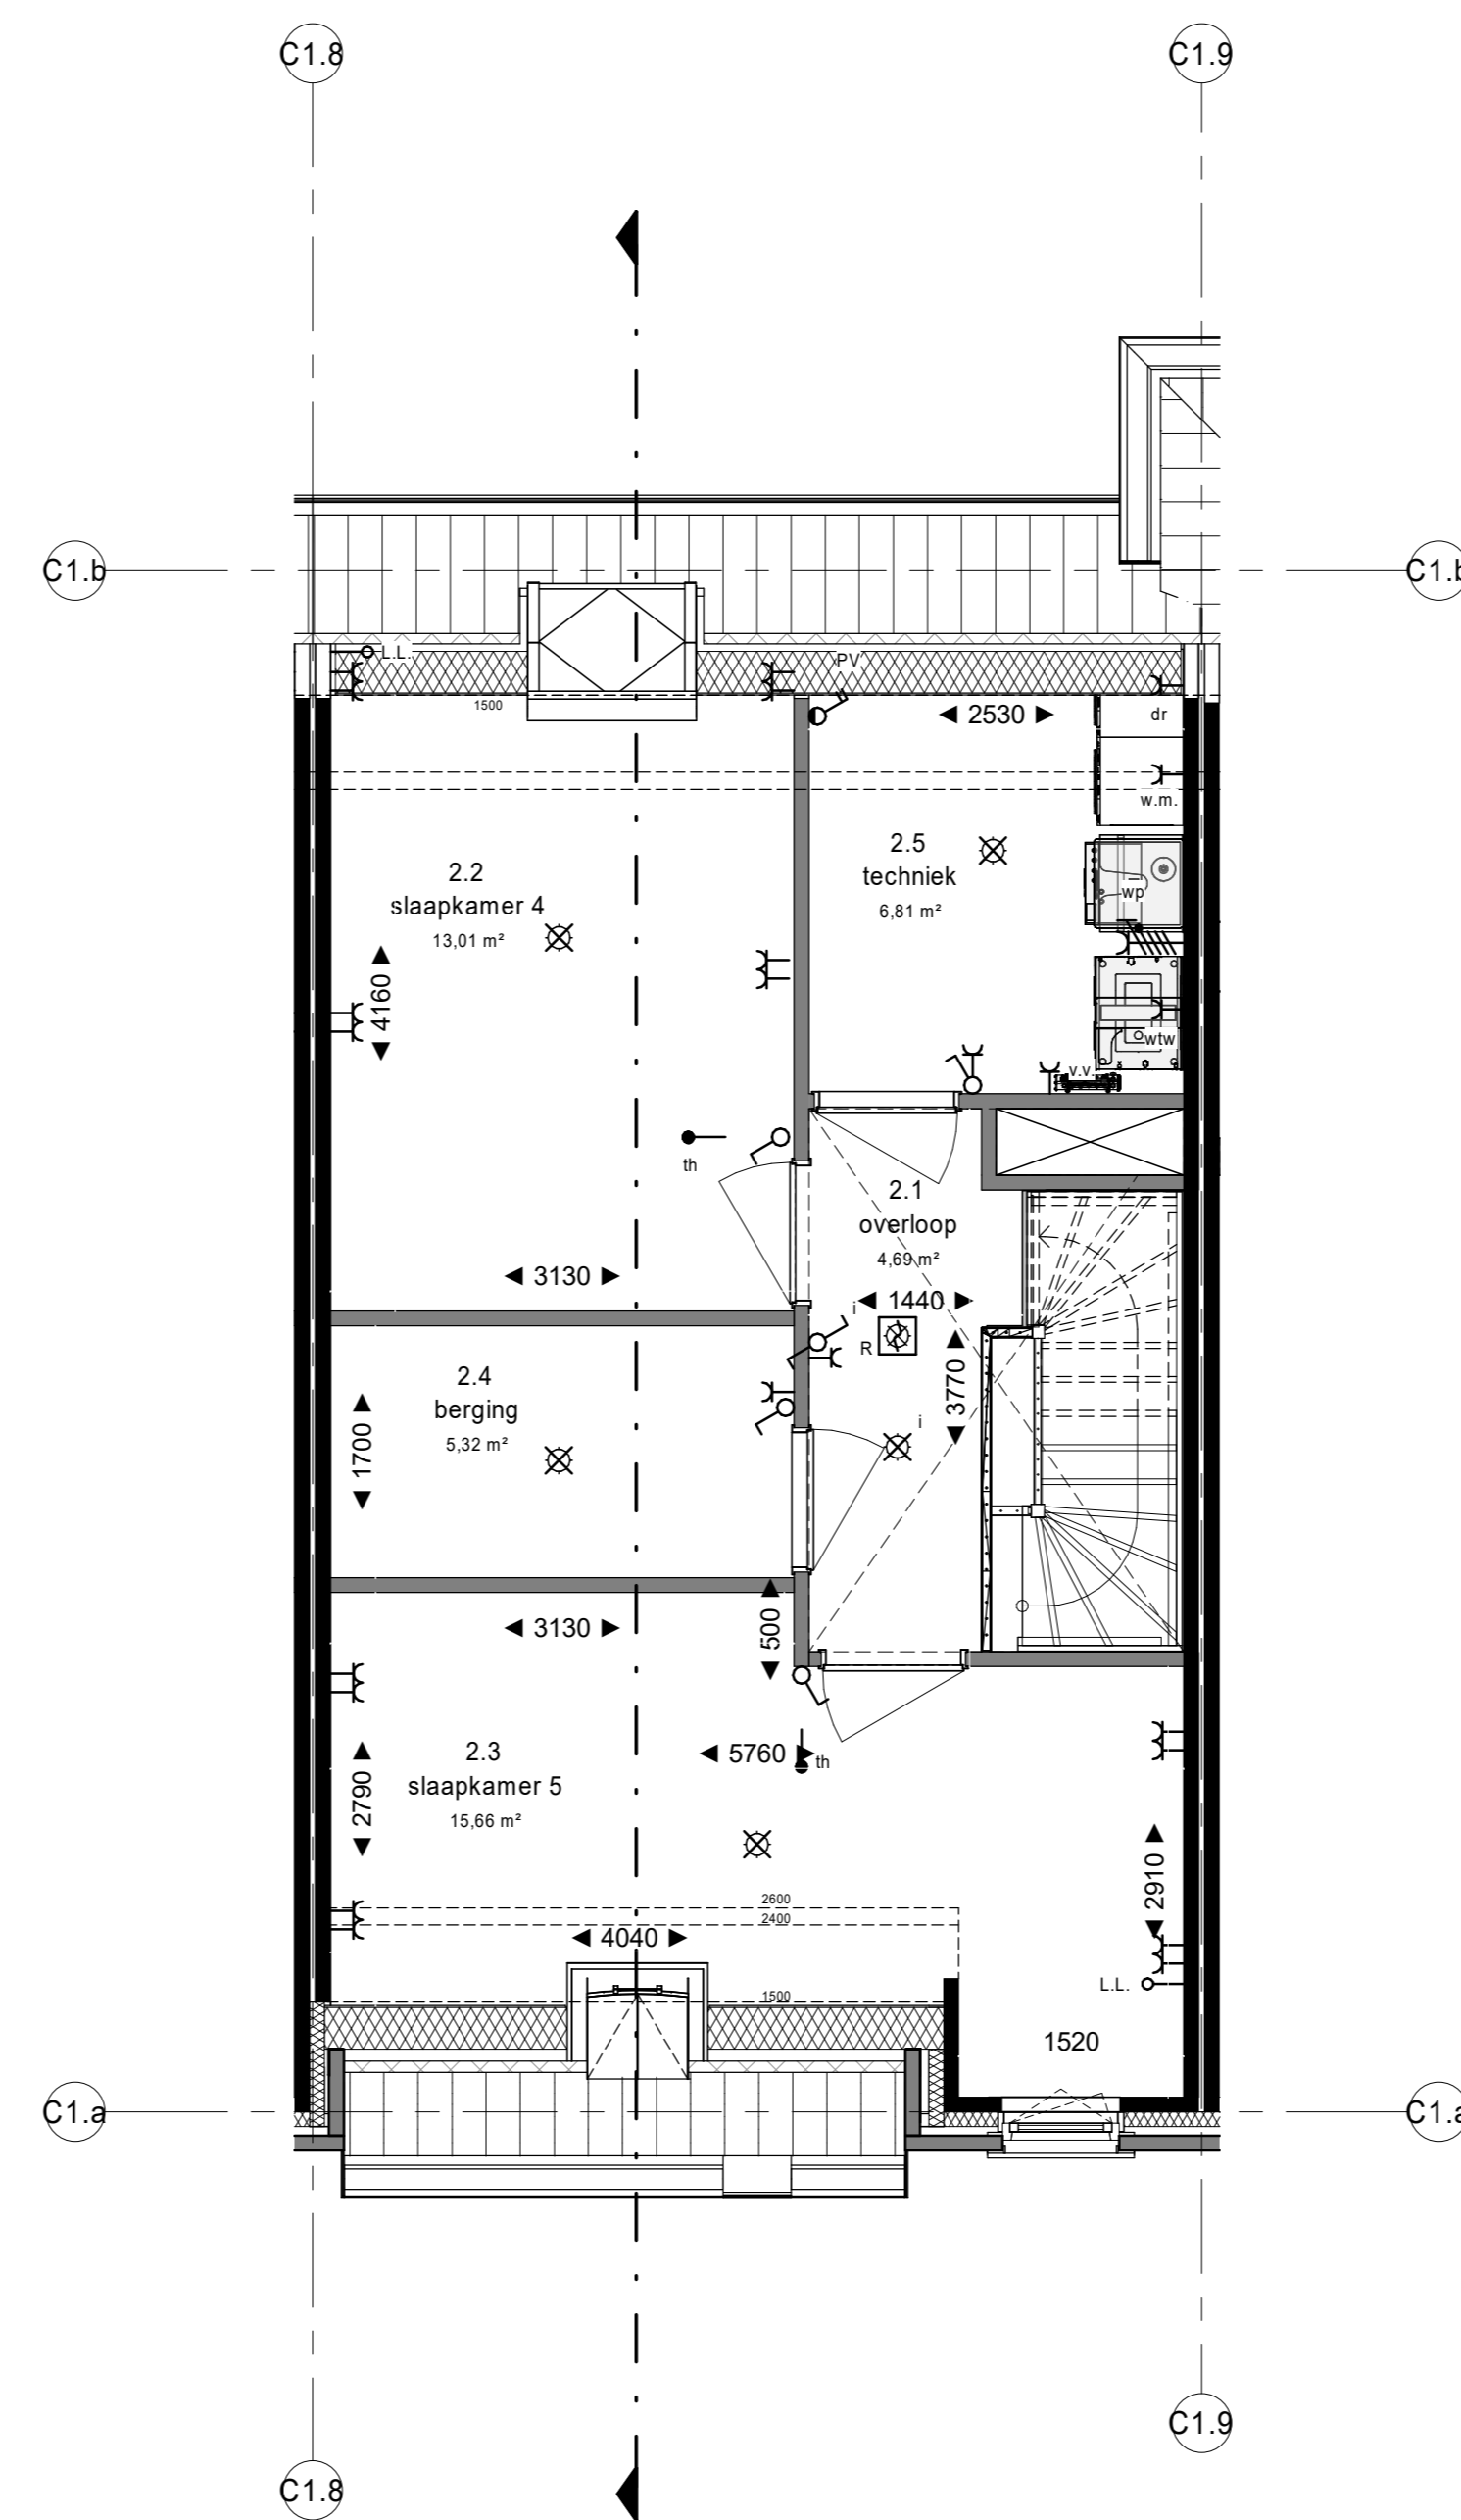 C1.8
C1.9
C1.b
C1.b
L.L.
PV
1500
2530
dr
w.m.
2.5
techniek
6,81 m²
2.2
slaapkamer 4
13,01 m²
wp
4160
wtw
v.v.
th
2.1
overloop
4,69 m²
3130
1440
i
R
3770
2.4
berging
5,32 m²
1700
i
3130
500
5760
th
2.3
slaapkamer 5
15,66 m²
2790
2910
2600
2400
4040
L.L.
1500
1520
C1.a
C1.a
C1.9
C1.8